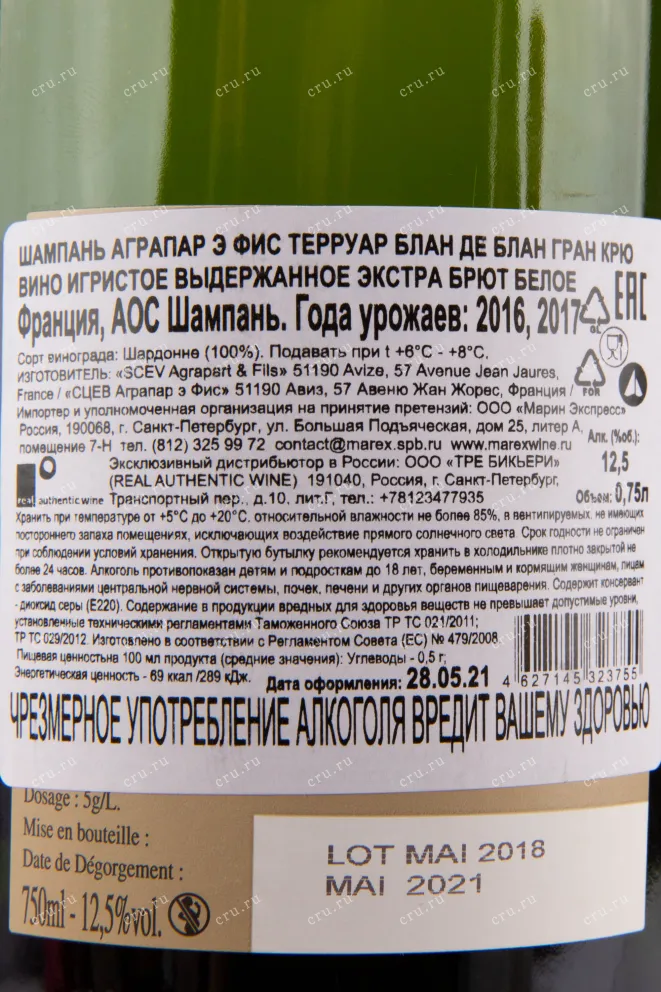 ШАМПАНЬ АГРАПАР Э ФИС ТЕРРУАР БЛАН ДЕ БЛАН ГРАН КРЮ
ВИНО ИГРИСТОЕ ВЫДЕРЖАННОЕ ЭКСТРА БРЮТ БЕЛОЕ
Франция, АОС Шампань. Года урожаев: 2016, 2017
EAC
GL
FOR
Сорт винограда: Шардонне (100%). Подавать при t +6°C - +8°C.
ИЗГОТОВИТЕЛЬ: «SCEV Agrapart & Fils» 51190 Avize, 57 Avenue Jean Jaures,
France / «СЦЕВ Аграпар э Фис» 51190 Авиз, 57 Авеню Жан Жорес, Франция /
Импортер и уполномоченная организация на принятие претензий: ООО «Марин Экспресс»
Россия, 190068, г. Санкт-Петербург, ул. Большая Подъяческая, дом 25, литер А,
помещение 7-Н тел. (812) 325 99 72 contact@marex.spb.ru www.marexwine.ru
Алк. (%об.):
12,5
Объем: 0,75л
Эксклюзивный дистрибьютор в России: ООО «ТРЕ БИКЬЕРИ»
(REAL AUTHENTIC WINE) 191040, Россия, г. Санкт-Петербург,
real authentic wine Транспортный пер., д.10, лит.Г, тел.: +78123477935
Хранить при температуре от +5°C до +20°C, относительной влажности не более 85%, в вентилируемых, не имеющих
постороннего запаха помещениях, исключающих воздействие прямого солнечного света. Срок годности не ограничен
при соблюдении условий хранения. Открытую бутылку рекомендуется хранить в холодильнике плотно закрытой не
более 24 часов. Алкоголь противопоказан детям и подросткам до 18 лет, беременным и кормящим женщинам, лицам
с заболеваниями центральной нервной системы, почек, печени и других органов пищеварения. Содержит консервант
- диоксид серы (Е220). Содержание в продукции вредных для здоровья веществ не превышает допустимые уровни,
установленные техническими регламентами Таможенного Союза ТР ТС 021/2011;
ТР ТС 029/2012. Изготовлено в соответствии с Регламентом Совета (ЕС) № 479/2008
Пищевая ценность на 100 мл продукта (средние значения): Углеводы - 0,5 г;
Энергетическая ценность - 69 ккал /289 кДж. Дата оформления: 28.05.21
4 627145 323755
ЧРЕЗМЕРНОЕ УПОТРЕБЛЕНИЕ АЛКОГОЛЯ ВРЕДИТ ВАШЕМУ ЗДОРОВЬЮ
Dosage : 5g/L.
Mise en bouteille :
Date de Dégorgement :
750ml - 12,5%vol.
LOT MAI 2018
MAI 2021
cru.ru